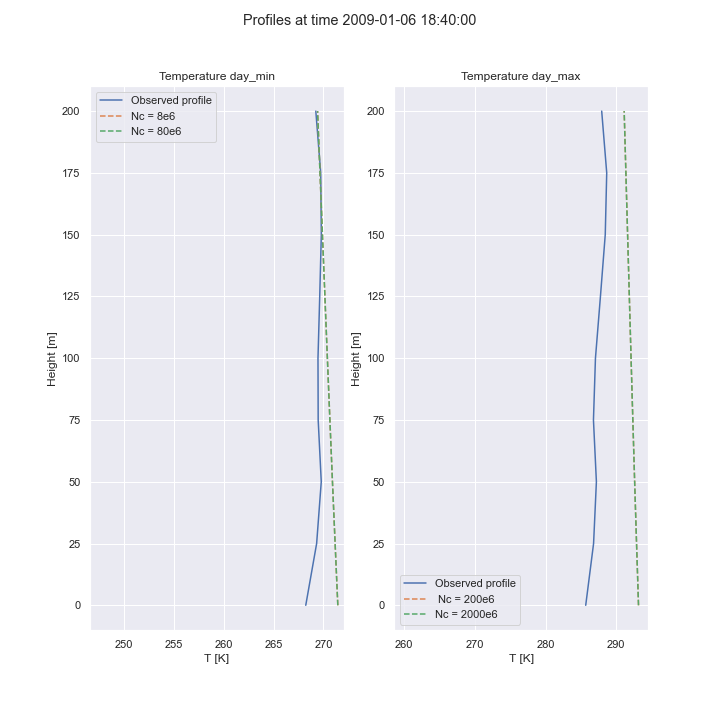 Profiles at time 2009-01-06 18:40:00
Temperature day_min
Observed profile
Nc = 8e6
Nc = 80e6
200
175
150
125
100
75
50
25
0
Height [m]
250
255
260
265
270
T [K]
Temperature day_max
200
175
150
125
100
75
50
25
0
Height [m]
Observed profile
Nc = 200e6
Nc = 2000e6
260
270
280
290
T [K]